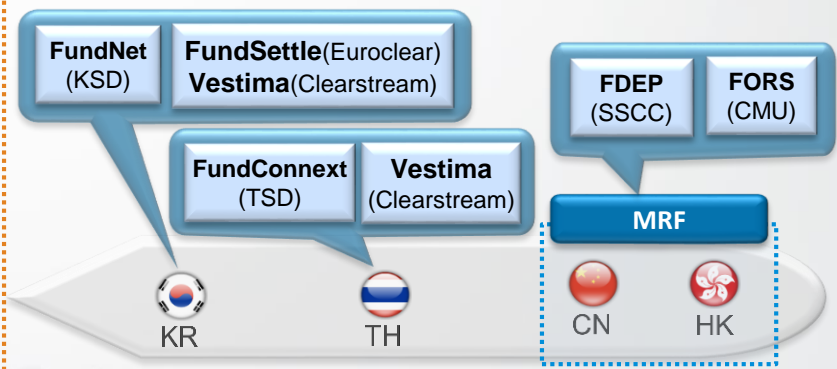 FundNet
(KSD)
FundSettle(Euroclear)
Vestima(Clearstream)
FDEP
(SSCC)
FORS
(CMU)
FundConnext
(TSD)
Vestima
(Clearstream)
MRF
KR
TH
CN
HK